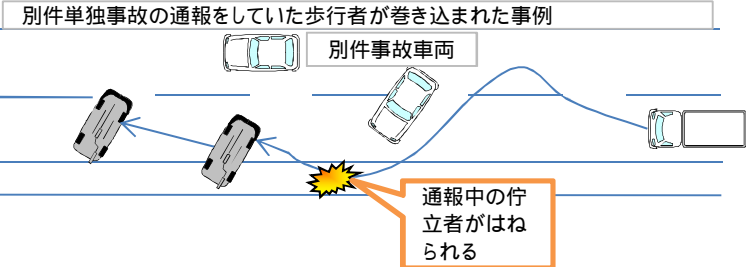 別件単独事故の通報をしていた歩行者が巻き込まれた事例
別件事故車両
通報中の佇
立者がはね
られる